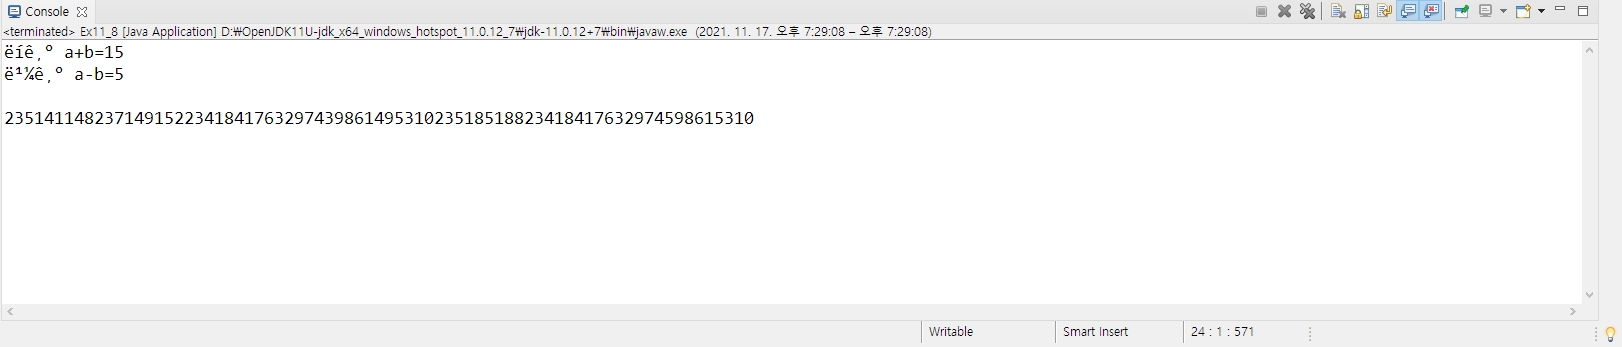 Console
<terminated> Ex11_8 [Java Application] D:₩OpenJDK11U-jdk_x64_windows_hotspot_11.0.12_7₩jdk-11.0.12+7₩bin₩javaw.exe (2021. 11. 17. 오후 7:29:08 – 오후 7:29:08)
ëíê¸° a+b=15
ë¹¼ê¸° a-b=5
235141148237149152234184176329743986149531023518518823418417632974598615310
Writable
Smart Insert
24 : 1 : 571